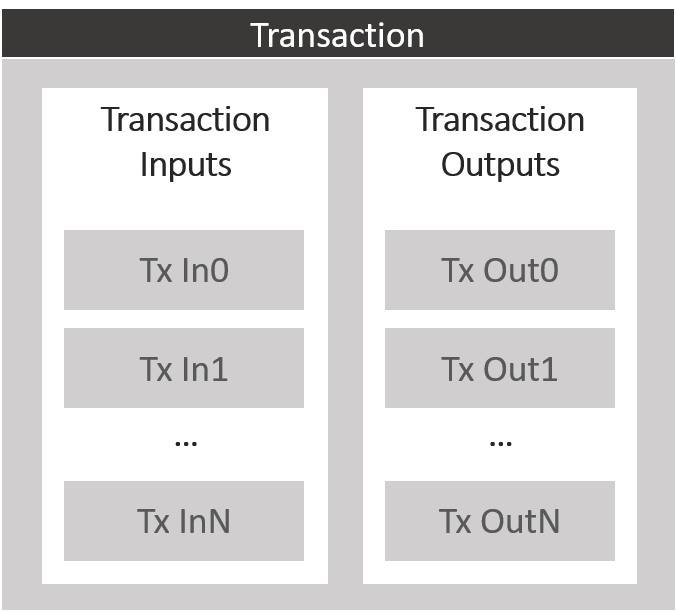 Transaction
Transaction
Inputs
Tx In0
Tx In1
...
Tx InN
Transaction
Outputs
Tx Out0
Tx Out1
...
Tx OutN